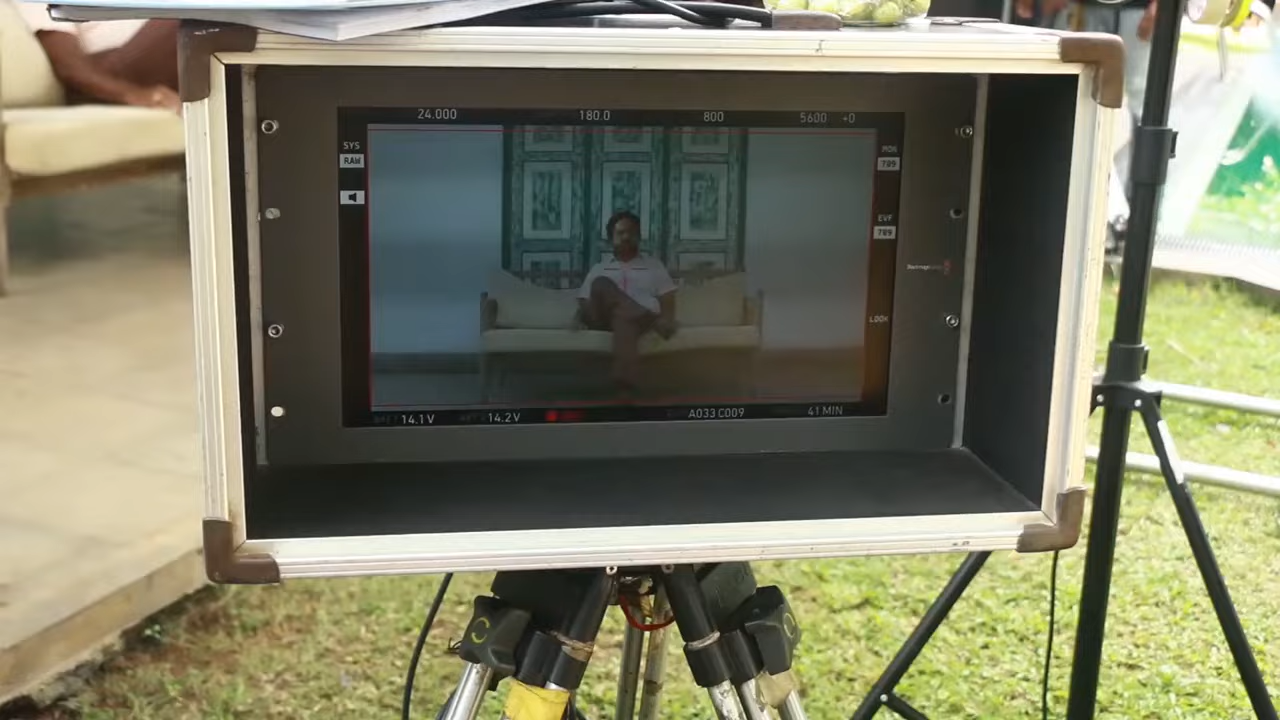 24.000 180.0 800 5600 +0
SYS
RAW
MON
709
EVF
709
LOOK
14.1 V 14.2 V A033 C009 41 MIN